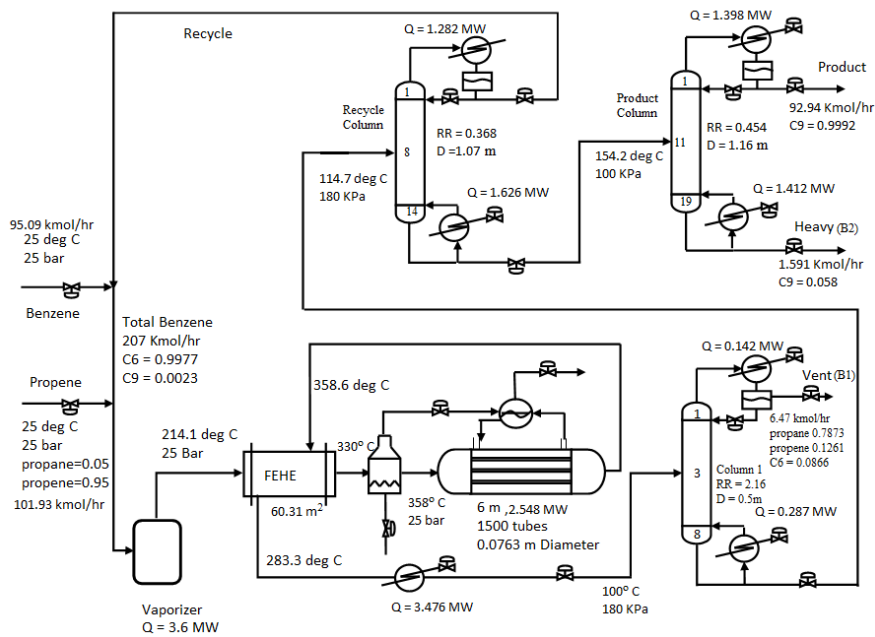 Recycle
Q = 1.282 MW
1
Recycle
Column
8
RR = 0.368
D =1.07 m
114.7 deg C
180 KPa
14
Q = 1.626 MW
Q = 1.398 MW
1
Product
92.94 Kmol/hr
C9 = 0.9992
Product
Column
11
RR = 0.454
D = 1.16 m
154.2 deg C
100 KPa
19
Q = 1.412 MW
Heavy (B2)
1.591 Kmol/hr
C9 = 0.058
95.09 kmol/hr
25 deg C
25 bar
Benzene
Total Benzene
207 Kmol/hr
C6 = 0.9977
C9 = 0.0023
Propene
25 deg C
25 bar
propane=0.05
propene=0.95
101.93 kmol/hr
214.1 deg C
25 Bar
358.6 deg C
FEHE
60.31 m²
330° C
358° C
25 bar
6 m ,2.548 MW
1500 tubes
0.0763 m Diameter
283.3 deg C
Q = 3.476 MW
100° C
180 KPa
Vaporizer
Q = 3.6 MW
Q = 0.142 MW
Vent (B1)
1
6.47 kmol/hr
propane 0.7873
propene 0.1261
C6 = 0.0866
3
Column 1
RR = 2.16
D = 0.5m
8
Q = 0.287 MW